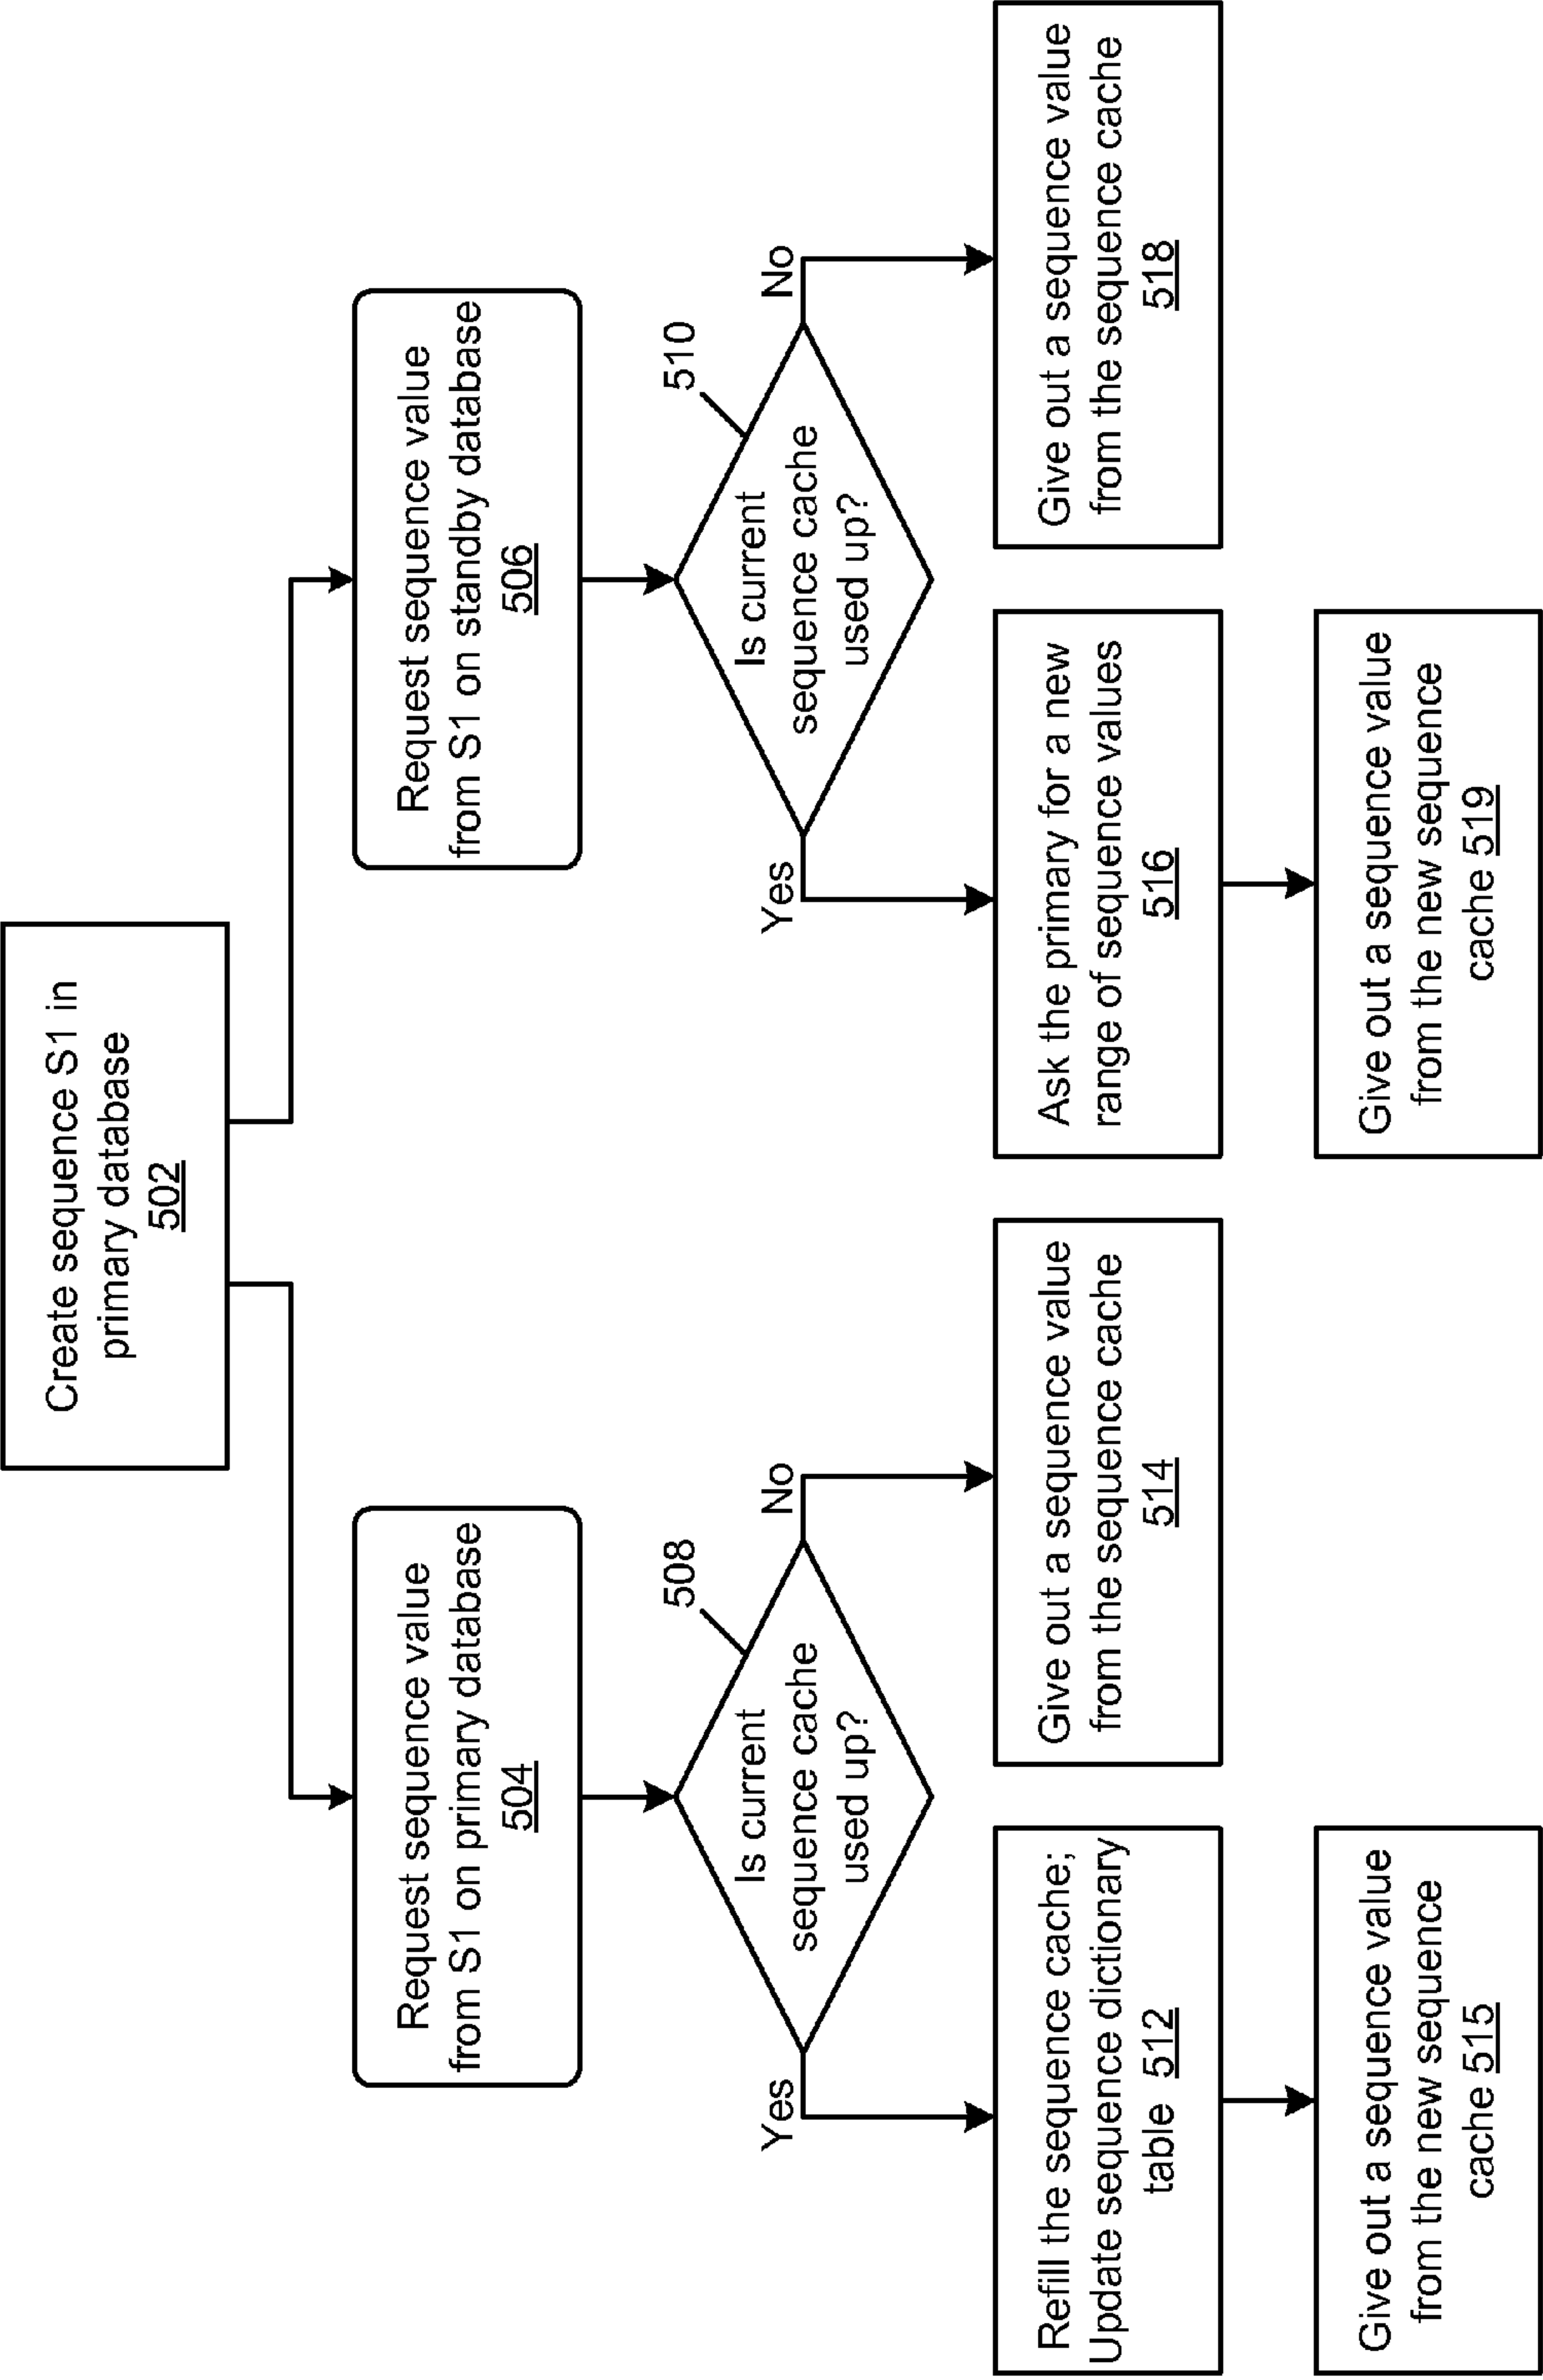 Create sequence S1 in
primary database
502
Request sequence value
from S1 on primary database
504
Request sequence value
from S1 on standby database
506
508
Is current
sequence cache
used up?
Yes
No
510
Is current
sequence cache
used up?
Yes
No
Refill the sequence cache;
Update sequence dictionary
table 512
Give out a sequence value
from the sequence cache
514
Ask the primary for a new
range of sequence values
516
Give out a sequence value
from the sequence cache
518
Give out a sequence value
from the new sequence
cache 515
Give out a sequence value
from the new sequence
cache 519